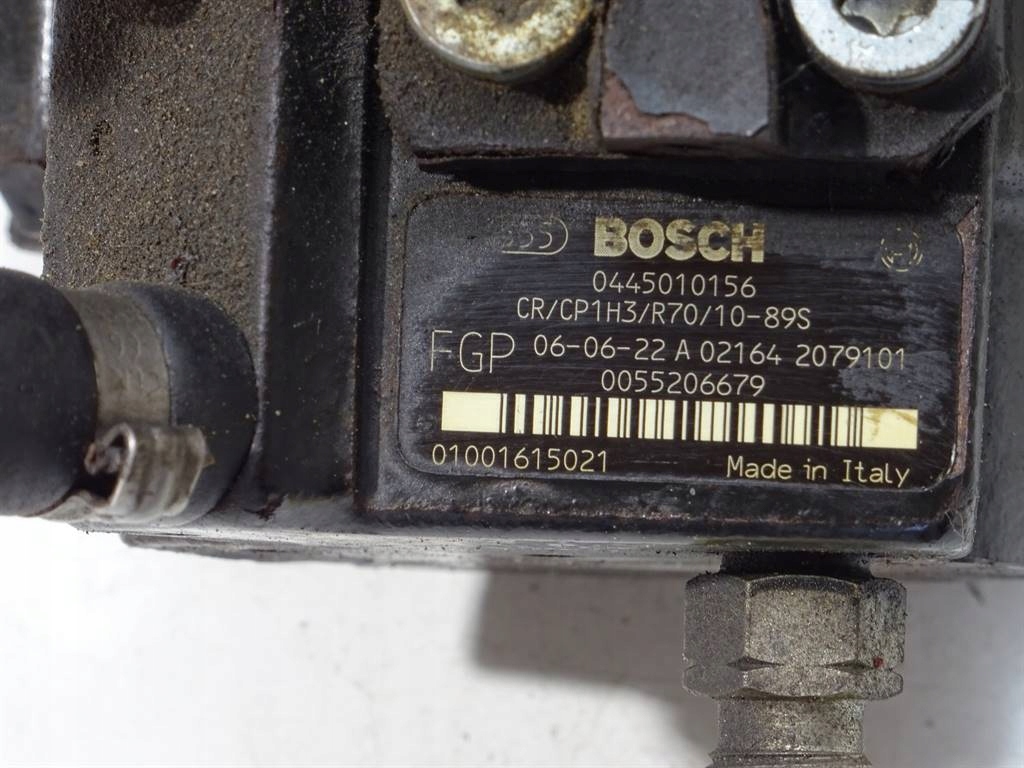 BOSCH
0445010156
CR/CP1H3/R70/10-89S
FGP 06-06-22 A 02164 2079101
0055206679
01001615021 Made in Italy